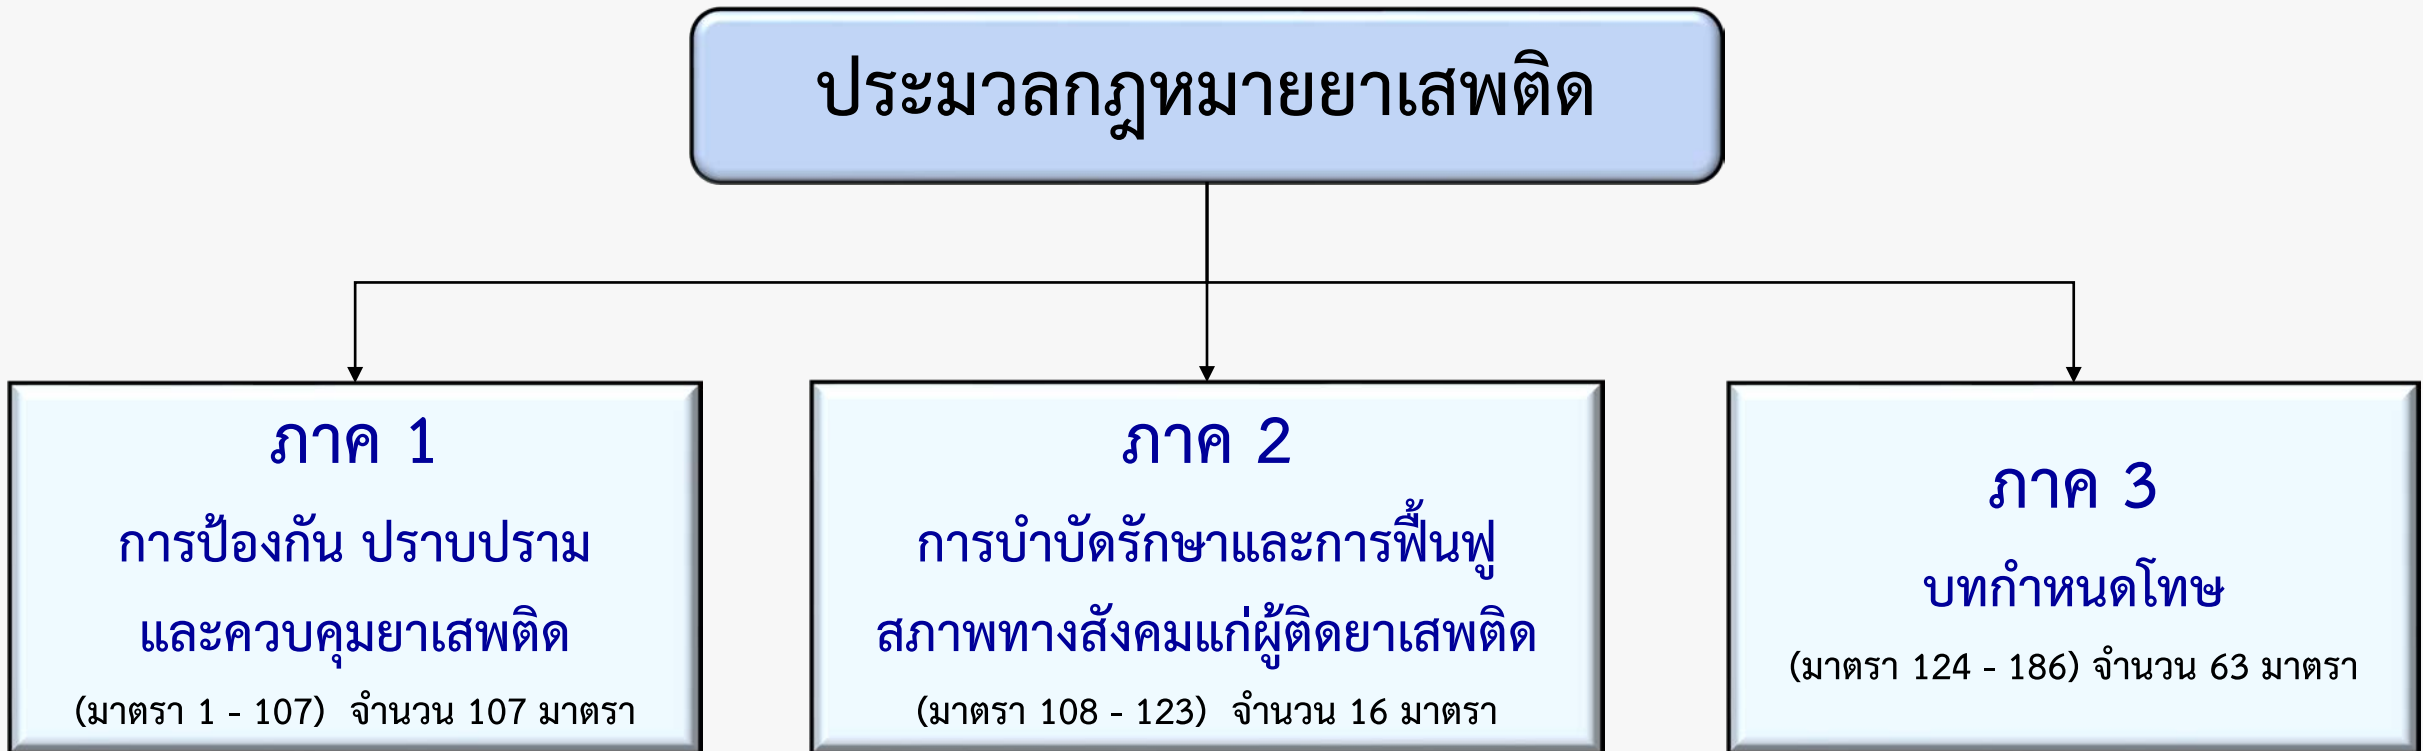 ประมวลกฎหมายยาเสพติด
ภาค 1
การป้องกัน ปราบปราม
และควบคุมยาเสพติด
(มาตรา 1 - 107) จำนวน 107 มาตรา
ภาค 2
การบำบัดรักษาและการฟื้นฟู
สภาพทางสังคมแก่ผู้ติดยาเสพติด
(มาตรา 108 - 123) จำนวน 16 มาตรา
ภาค 3
บทกำหนดโทษ
(มาตรา 124 - 186) จำนวน 63 มาตรา